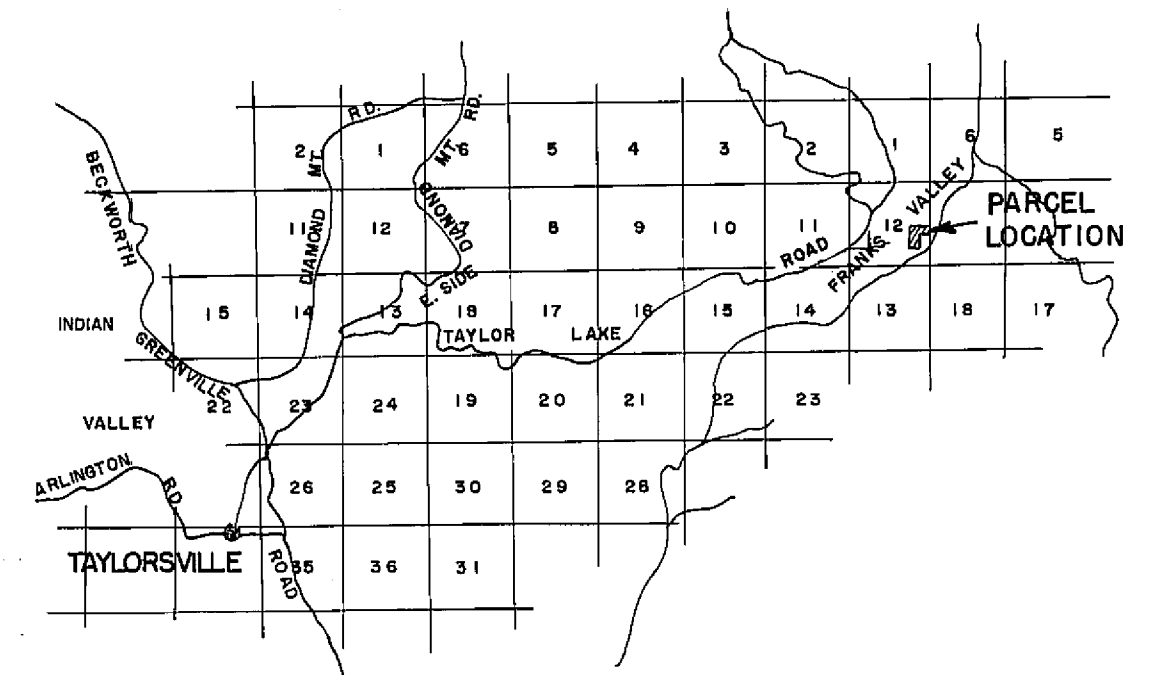 RD.
MT. RD.
2 1 6 5 4 3 2 1 6 5
BECKWORTH
MT.
DIAMOND
DIAMOND
VALLEY
PARCEL
LOCATION
11 12 7 8 9 10 11 12
ROAD
FRANKS
E. SIDE
15 14 13 18 17 16 15 14 13 18 17
INDIAN
TAYLOR LAKE
GREENVILLE
22 23 24 19 20 21 22 23
VALLEY
ARLINGTON RD.
26 25 30 29 28
TAYLORSVILLE
ROAD
35 36 31